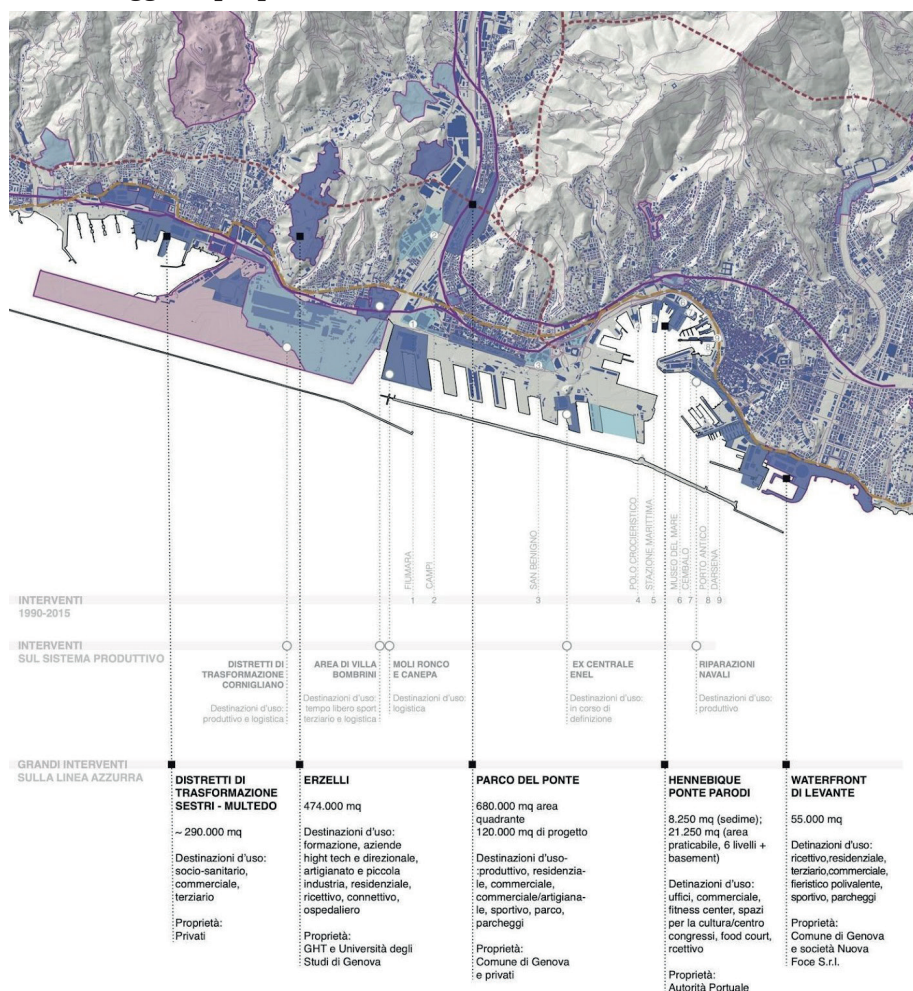 FIUMARA
CAMPI
SAN BENIGNO
POLO CROCIERISTICO
STAZIONE MARITTIMA
MUSEO DEL MARE
CEMBALO
PORTO ANTICO
DARSENA
INTERVENTI
1990-2015
1
2
3
4
5
6
7
8
9
INTERVENTI
SUL SISTEMA PRODUTTIVO
DISTRETTI DI
TRASFORMAZIONE
CORNIGLIANO
Destinazioni d'uso:
produttivo e logistica
AREA DI VILLA
BOMBRINI
Destinazioni d'uso:
tempo libero sport
terziario e logistica
MOLI RONCO
E CANEPA
Destinazioni d'uso:
logistica
EX CENTRALE
ENEL
Destinazioni d'uso:
in corso di
definizione
RIPARAZIONI
NAVALI
Destinazioni d'uso:
produttivo
GRANDI INTERVENTI
SULLA LINEA AZZURRA
DISTRETTI DI
TRASFORMAZIONE
SESTRI - MULTEDO
~ 290.000 mq
Destinazioni d'uso:
socio-sanitario,
commerciale,
terziario
Proprietà:
Privati
ERZELLI
474.000 mq
Destinazioni d'uso:
formazione, aziende
hight tech e direzionale,
artigianato e piccola
industria, residenziale,
ricettivo, connettivo,
ospedaliero
Proprietà:
GHT e Università degli
Studi di Genova
PARCO DEL PONTE
680.000 mq area
quadrante
120.000 mq di progetto
Destinazioni d'uso-
:produttivo, residenzia-
le, commerciale,
commerciale/artigiana-
le, sportivo, parco,
parcheggi
Proprietà:
Comune di Genova
e privati
HENNEBIQUE
PONTE PARODI
8.250 mq (sedime);
21.250 mq (area
praticabile, 6 livelli +
basement)
Detinazioni d'uso:
uffici, commerciale,
fitness center, spazi
per la cultura/centro
congressi, food court,
rcettivo
Proprietà:
Autorità Portuale
WATERFRONT
DI LEVANTE
55.000 mq
Detinazioni d'uso:
ricettivo,residenziale,
terziario,commerciale,
fieristico polivalente,
sportivo, parcheggi
Proprietà:
Comune di Genova
e società Nuova
Foce S.r.l.